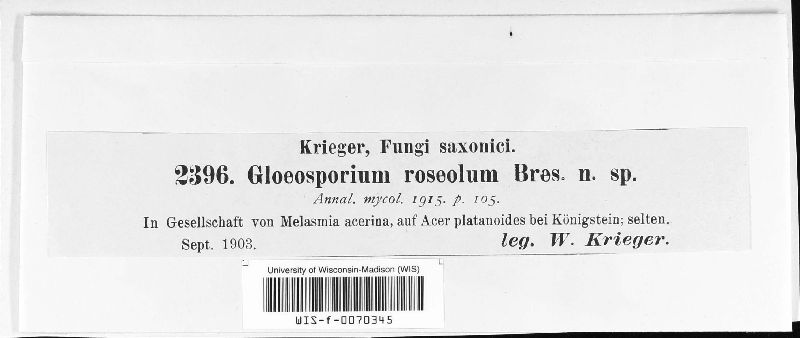 Krieger, Fungi saxonici.
2396. Gloeosporium roseolum Bres. n. sp.
Annal. mycol. 1915. p. 105.
In Gesellschaft von Melasmia acerina, auf Acer platanoides bei Königstein; selten.
Sept. 1903. leg. W. Krieger.
University of Wisconsin-Madison (WIS)
WIS-f-0070345